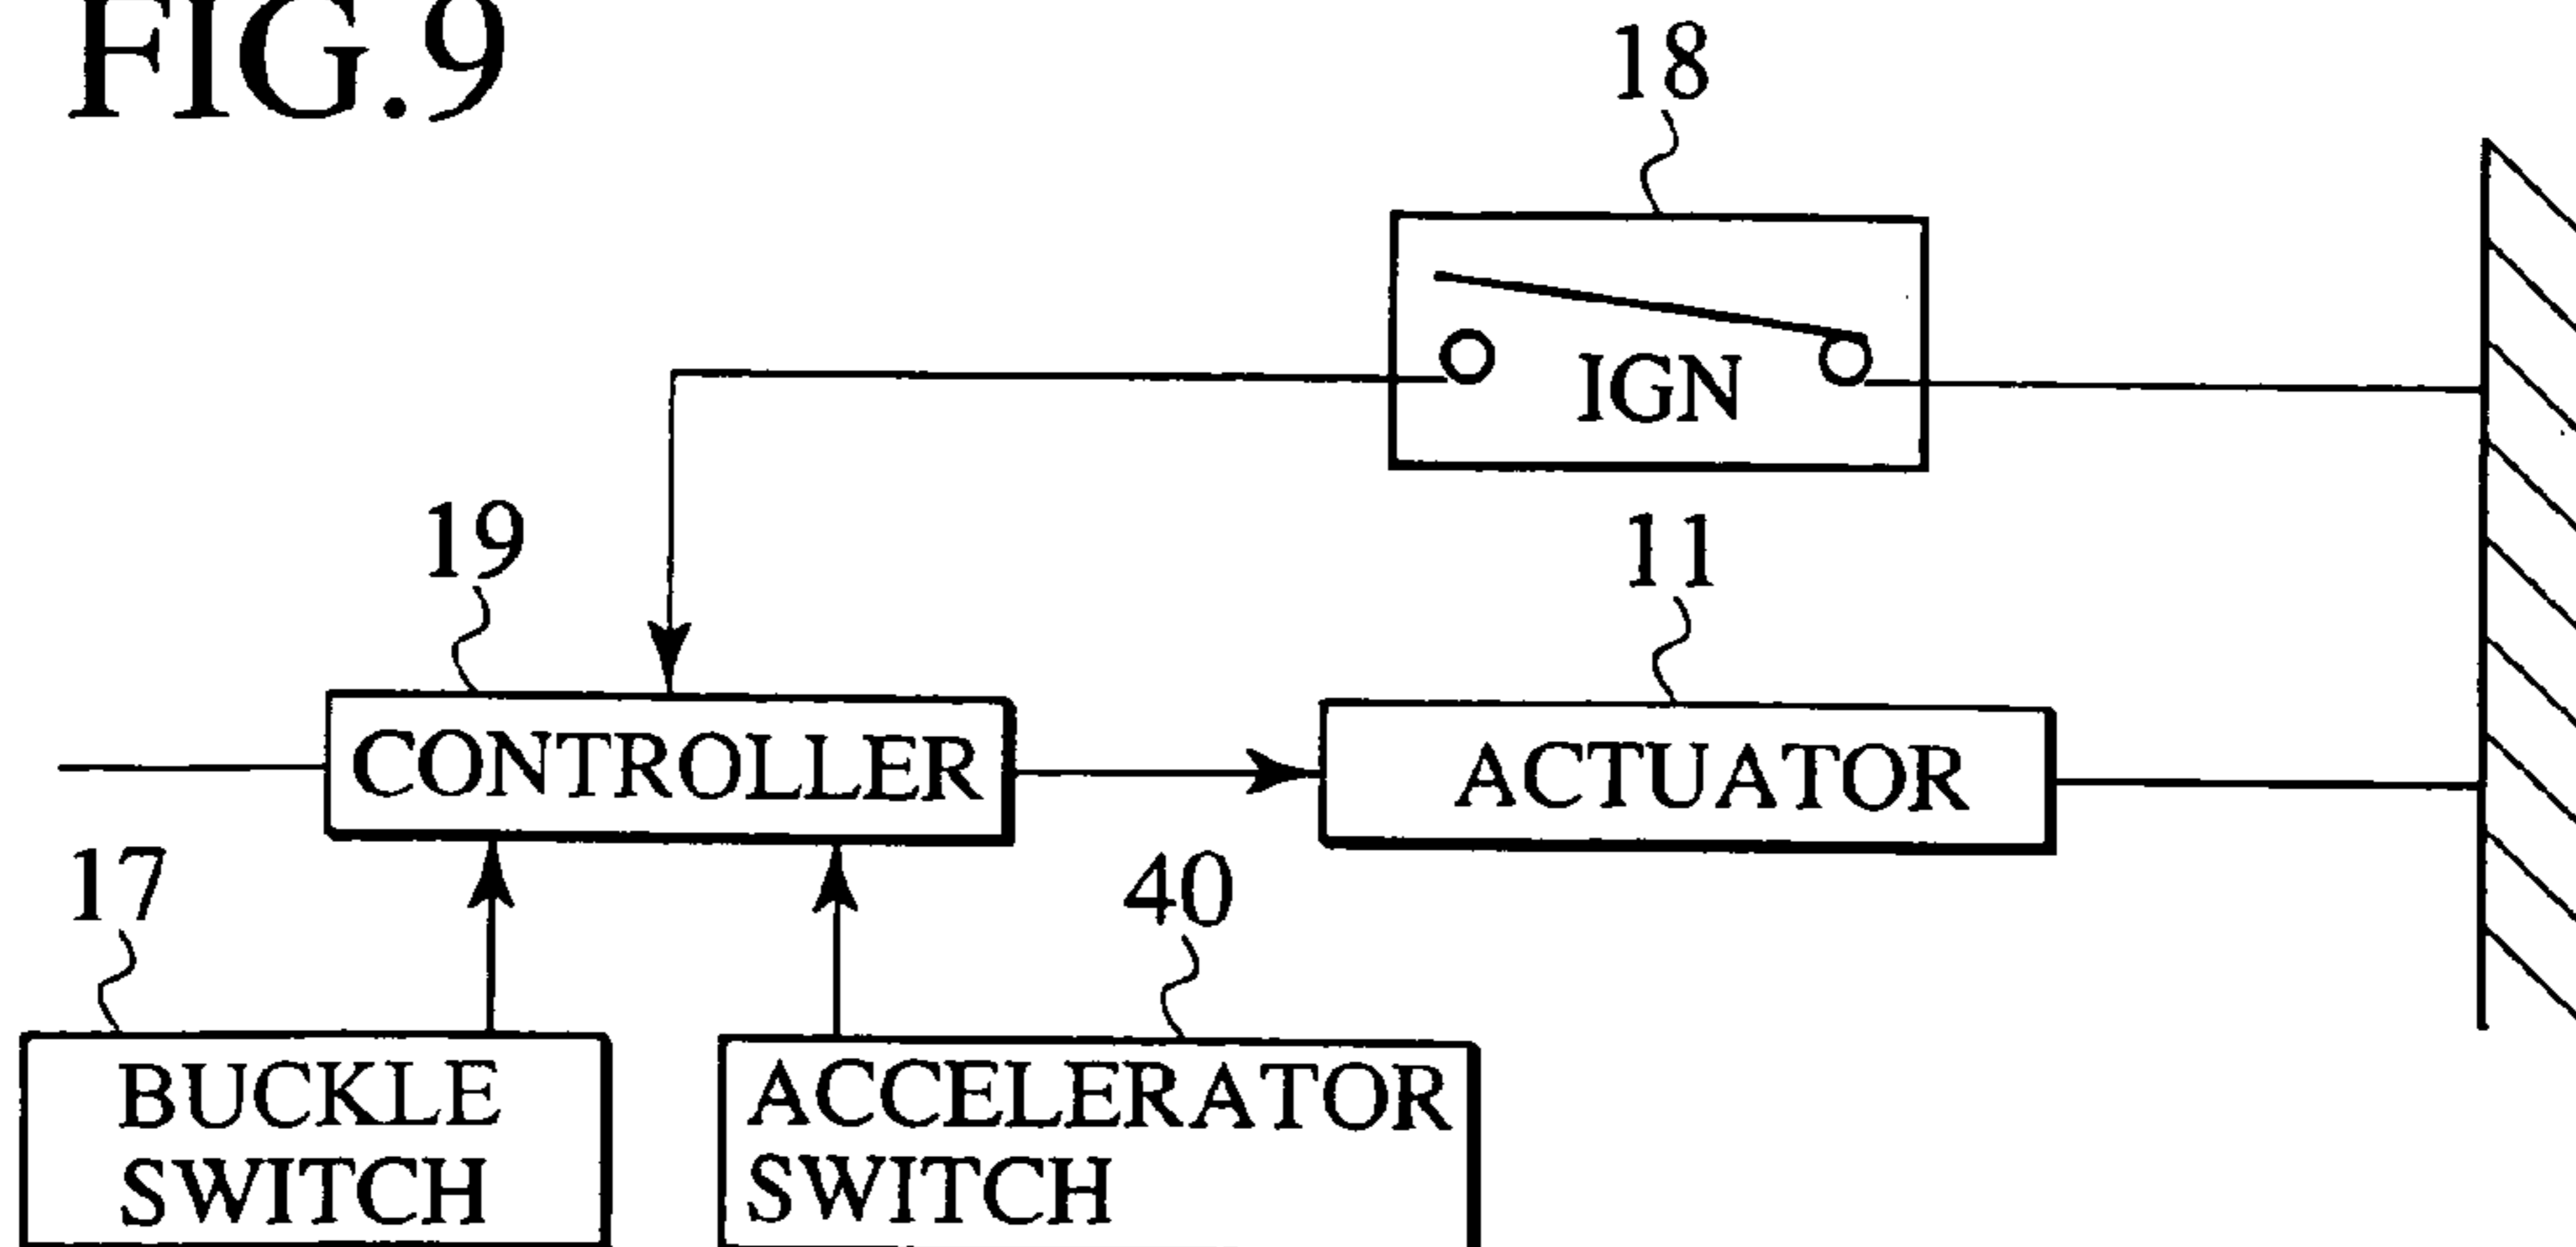 FIG.9
18
IGN
19
11
CONTROLLER
ACTUATOR
17
40
BUCKLE
SWITCH
ACCELERATOR
SWITCH